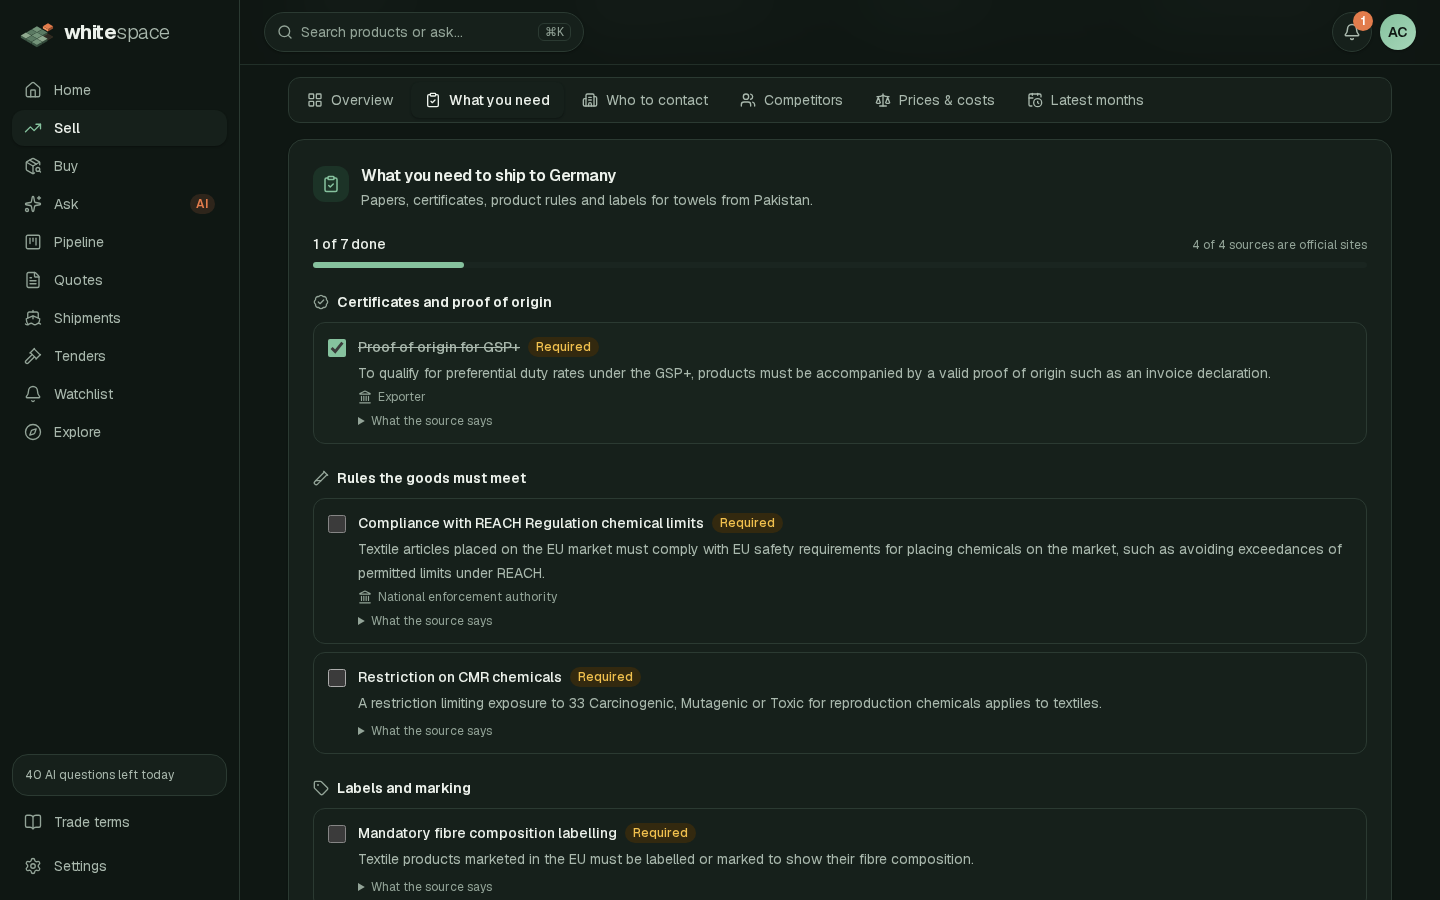 whitespace
Search products or ask...
⌘K
1
AC
Home
Sell
Buy
Ask
AI
Pipeline
Quotes
Shipments
Tenders
Watchlist
Explore
40 AI questions left today
Trade terms
Settings
Overview
What you need
Who to contact
Competitors
Prices & costs
Latest months
What you need to ship to Germany
Papers, certificates, product rules and labels for towels from Pakistan.
1 of 7 done
4 of 4 sources are official sites
Certificates and proof of origin
Proof of origin for GSP+ Required
To qualify for preferential duty rates under the GSP+, products must be accompanied by a valid proof of origin such as an invoice declaration.
Exporter
What the source says
Rules the goods must meet
Compliance with REACH Regulation chemical limits Required
Textile articles placed on the EU market must comply with EU safety requirements for placing chemicals on the market, such as avoiding exceedances of
permitted limits under REACH.
National enforcement authority
What the source says
Restriction on CMR chemicals Required
A restriction limiting exposure to 33 Carcinogenic, Mutagenic or Toxic for reproduction chemicals applies to textiles.
What the source says
Labels and marking
Mandatory fibre composition labelling Required
Textile products marketed in the EU must be labelled or marked to show their fibre composition.
What the source says